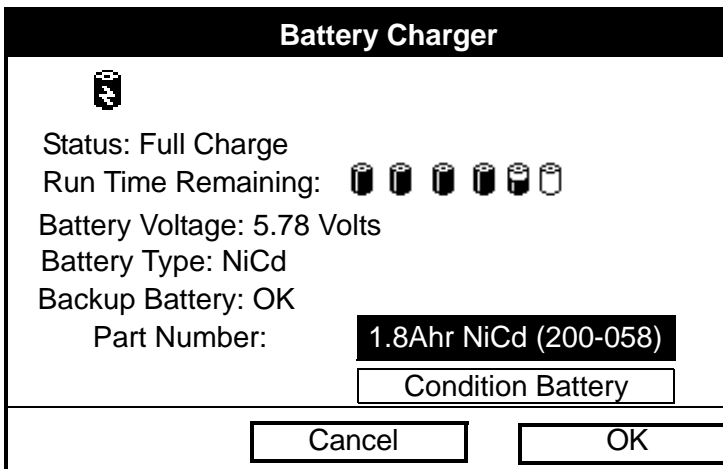 Battery Charger
Status: Full Charge
Run Time Remaining:
Battery Voltage: 5.78 Volts
Battery Type: NiCd
Backup Battery: OK
Part Number: 1.8Ahr NiCd (200-058)
Condition Battery
Cancel OK